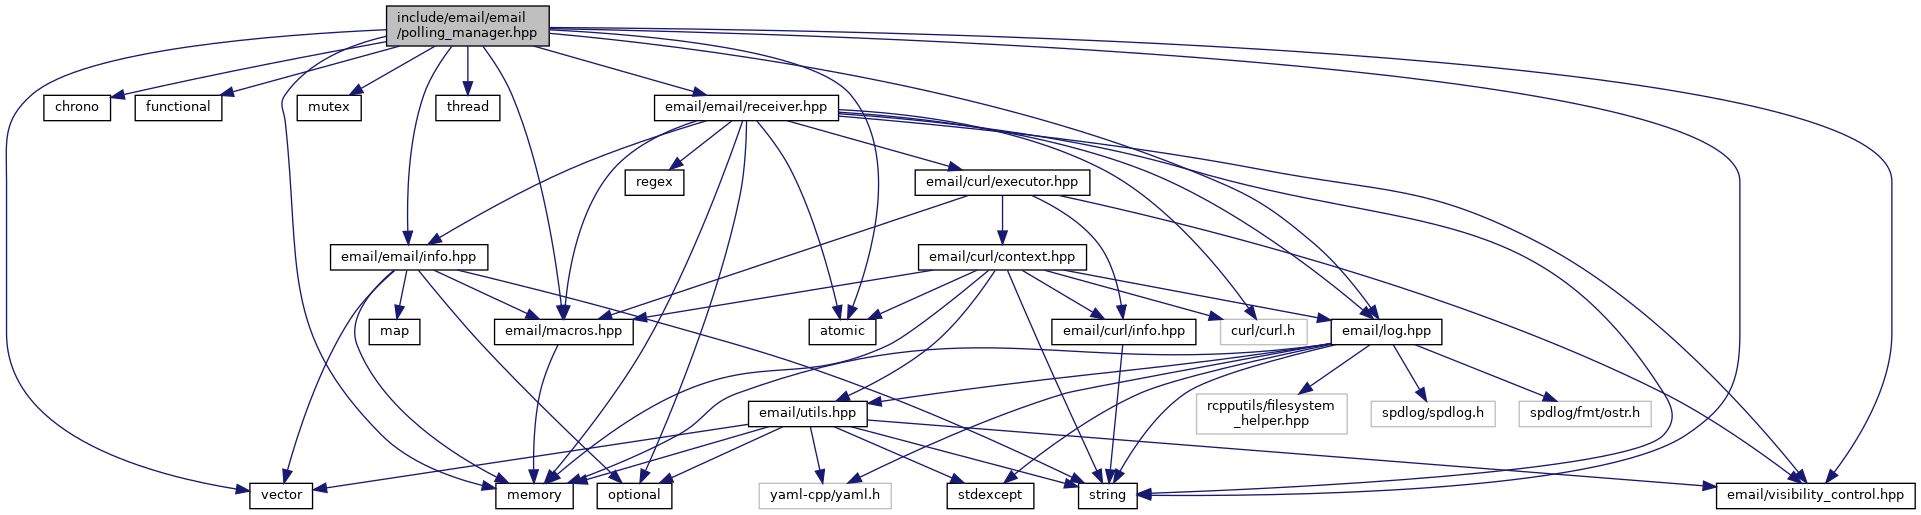 include/email/email
/polling_manager.hpp
chrono
functional
mutex
thread
email/email/receiver.hpp
regex
email/curl/executor.hpp
email/email/info.hpp
email/curl/context.hpp
map
email/macros.hpp
atomic
email/curl/info.hpp
curl/curl.h
email/log.hpp
email/utils.hpp
rcpputils/filesystem
_helper.hpp
spdlog/spdlog.h
spdlog/fmt/ostr.h
vector
memory
optional
yaml-cpp/yaml.h
stdexcept
string
email/visibility_control.hpp